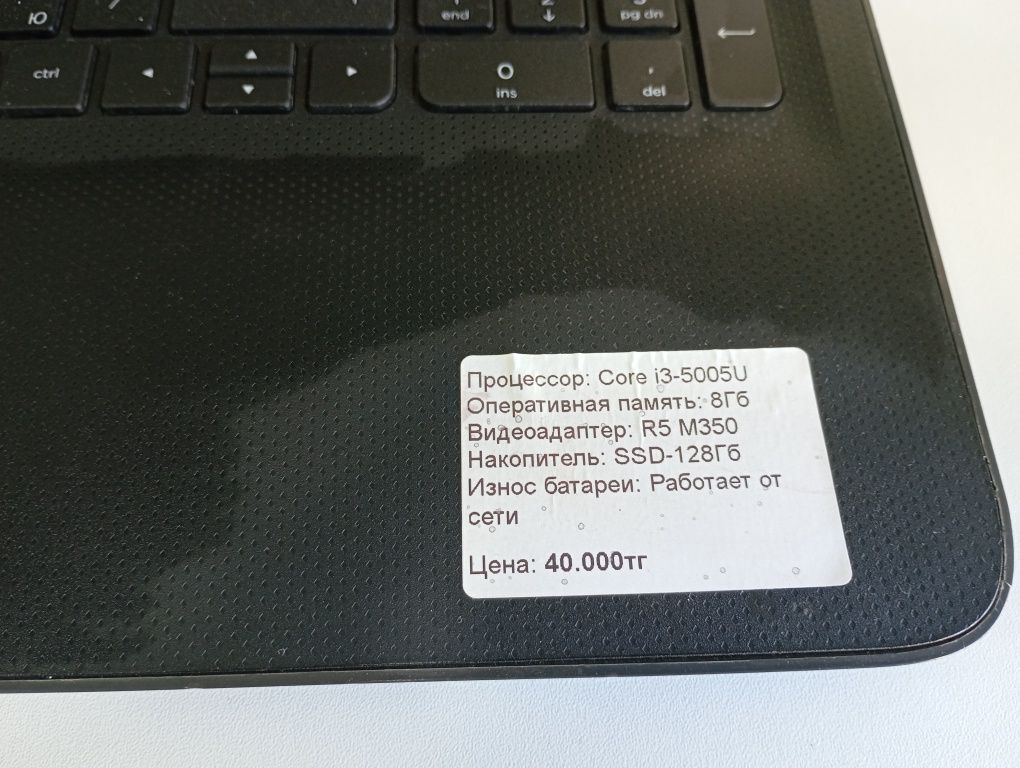 Ю
end
2
↓
pg dn
ctrl
0
ins
,
del
Процессор: Core i3-5005U
Оперативная память: 8Гб
Видеоадаптер: R5 M350
Накопитель: SSD-128Гб
Износ батареи: Работает от
сети
Цена: 40.000тг